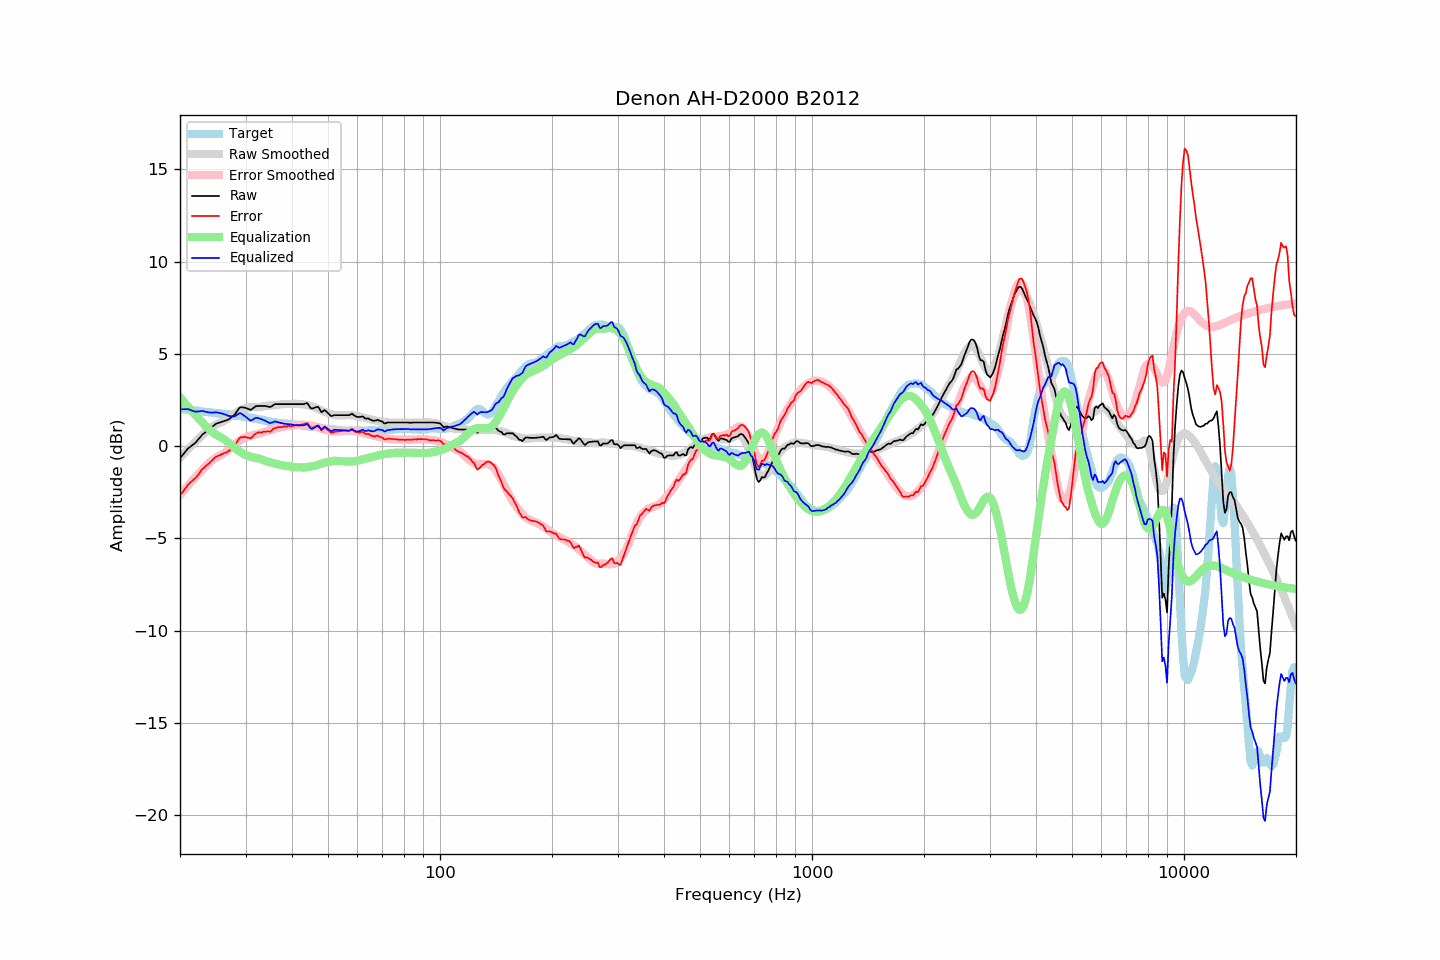 Denon AH-D2000 B2012
Target
Raw Smoothed
Error Smoothed
Raw
Error
Equalization
Equalized
15
10
5
0
−5
−10
−15
−20
Amplitude (dBr)
100
1000
10000
Frequency (Hz)